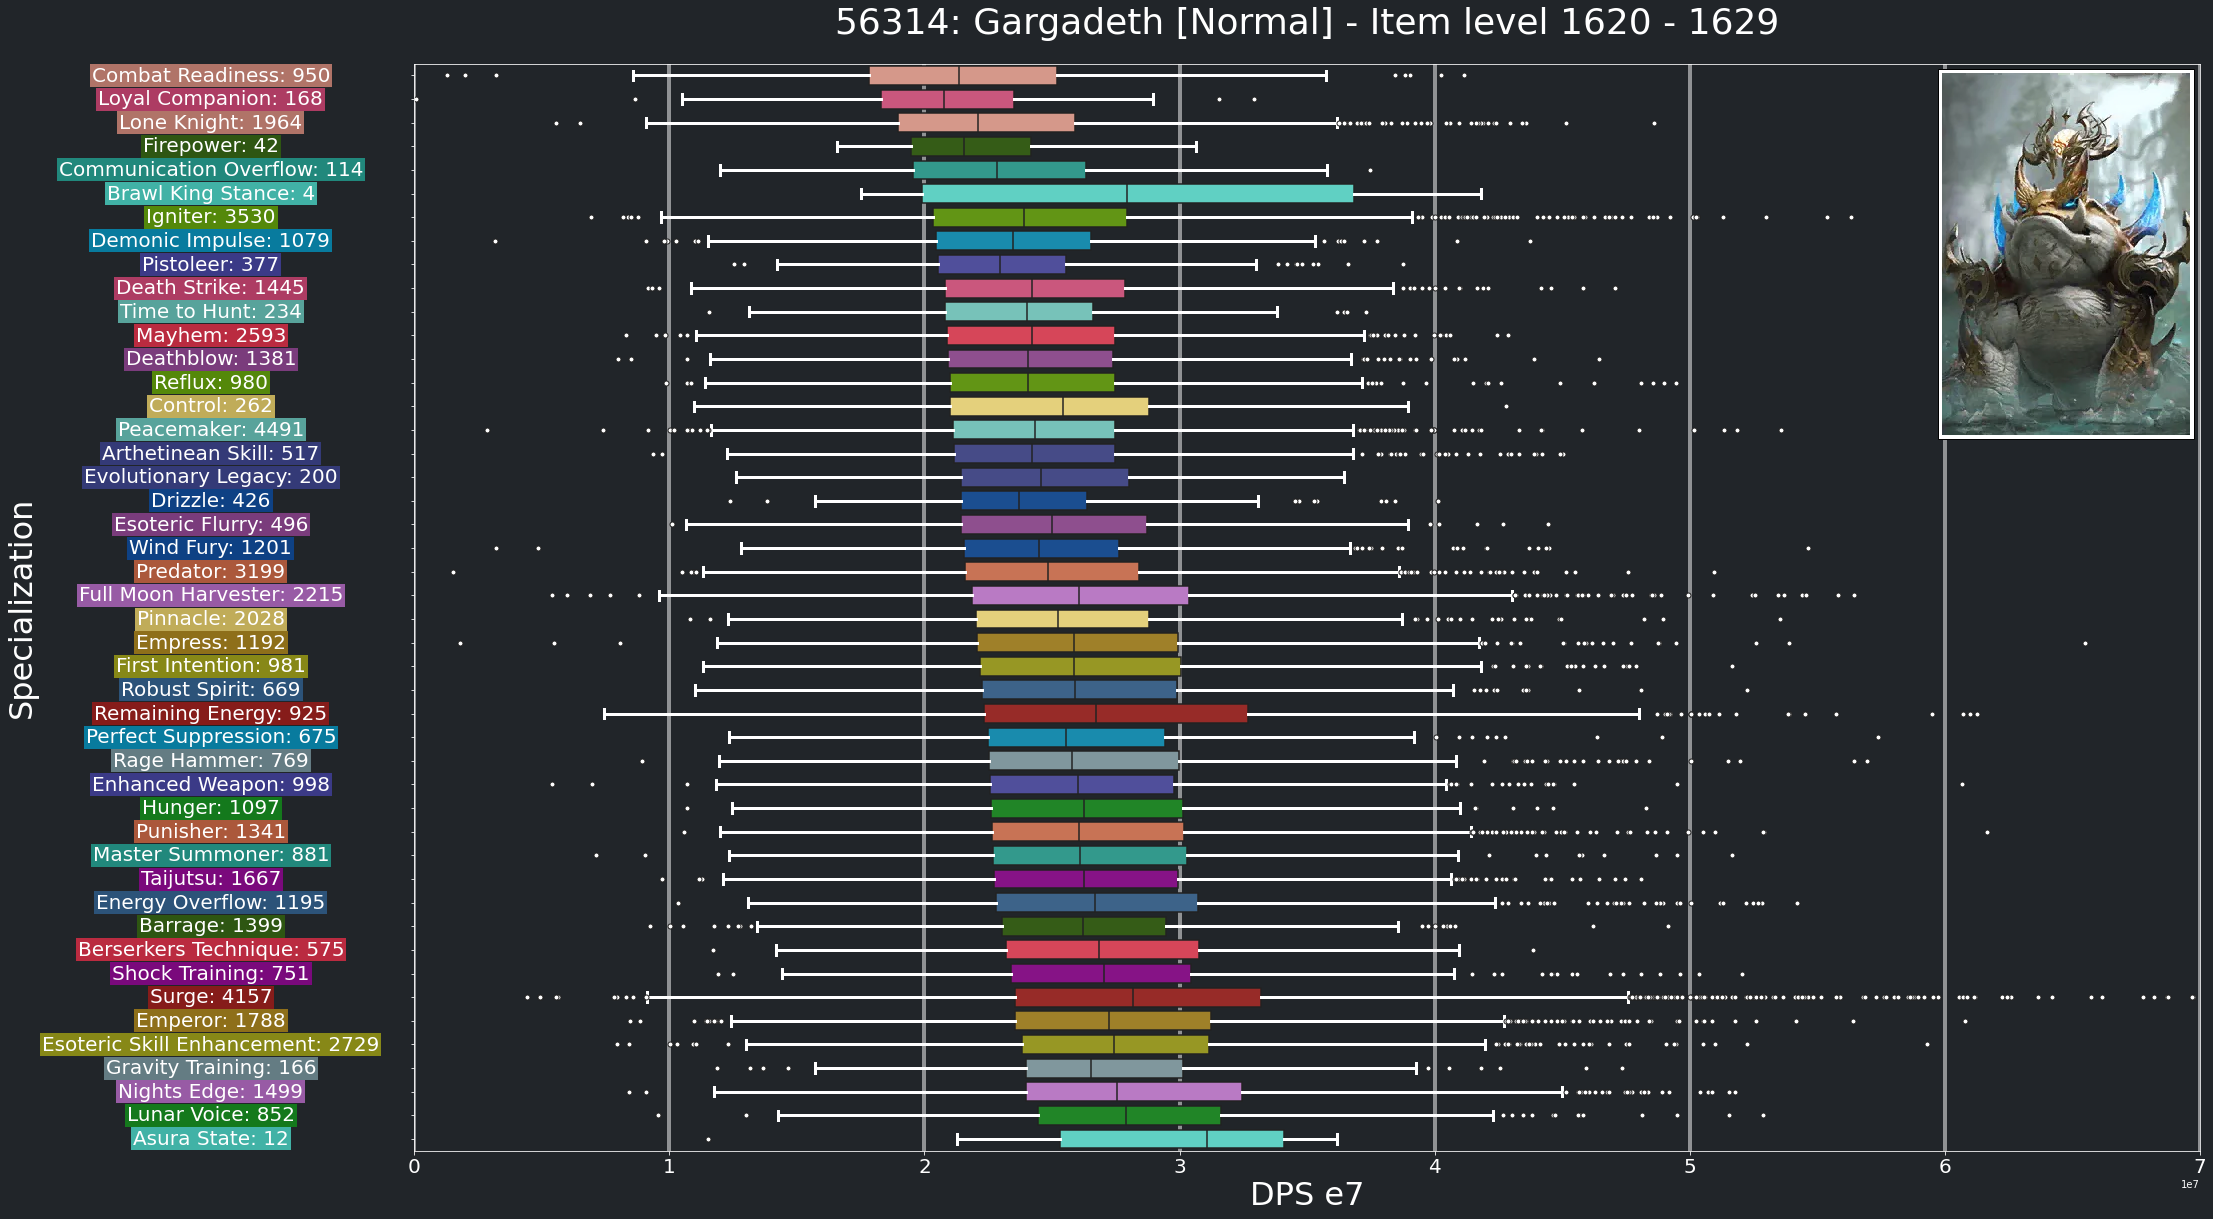 56314: Gargadeth [Normal] - Item level 1620 - 1629
Combat Readiness: 950
Loyal Companion: 168
Lone Knight: 1964
Firepower: 42
Communication Overflow: 114
Brawl King Stance: 4
Igniter: 3530
Demonic Impulse: 1079
Pistoleer: 377
Death Strike: 1445
Time to Hunt: 234
Mayhem: 2593
Deathblow: 1381
Reflux: 980
Control: 262
Peacemaker: 4491
Arthetinean Skill: 517
Evolutionary Legacy: 200
Drizzle: 426
Esoteric Flurry: 496
Wind Fury: 1201
Predator: 3199
Full Moon Harvester: 2215
Pinnacle: 2028
Empress: 1192
First Intention: 981
Robust Spirit: 669
Remaining Energy: 925
Perfect Suppression: 675
Rage Hammer: 769
Enhanced Weapon: 998
Hunger: 1097
Punisher: 1341
Master Summoner: 881
Taijutsu: 1667
Energy Overflow: 1195
Barrage: 1399
Berserkers Technique: 575
Shock Training: 751
Surge: 4157
Emperor: 1788
Esoteric Skill Enhancement: 2729
Gravity Training: 166
Nights Edge: 1499
Lunar Voice: 852
Asura State: 12
Specialization
0 1 2 3 4 5 6 7
1e7
DPS e7